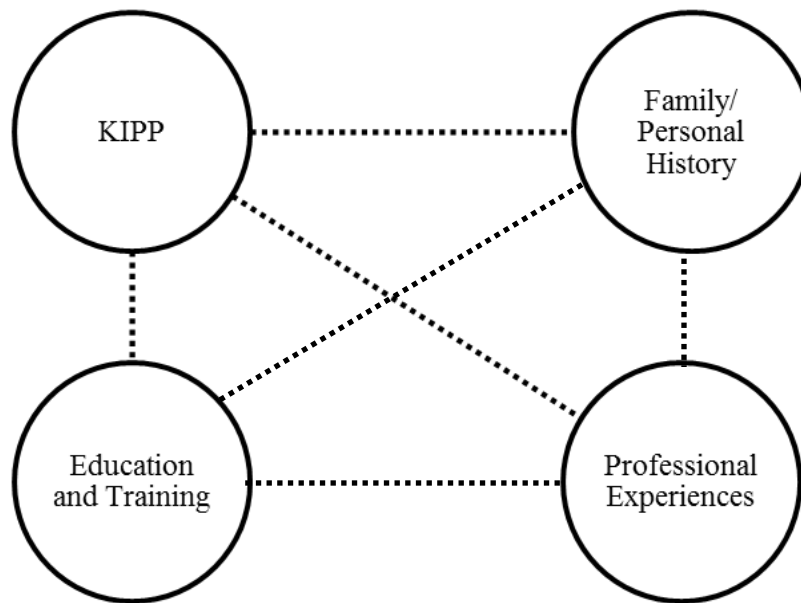 KIPP
Family/
Personal
History
Education
and Training
Professional
Experiences